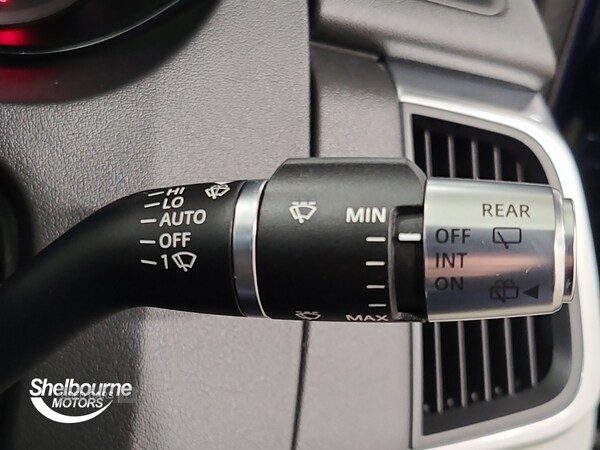 HI
LO
AUTO
OFF
1
MIN
MAX
REAR
OFF
INT
ON
Shelbourne
MOTORS